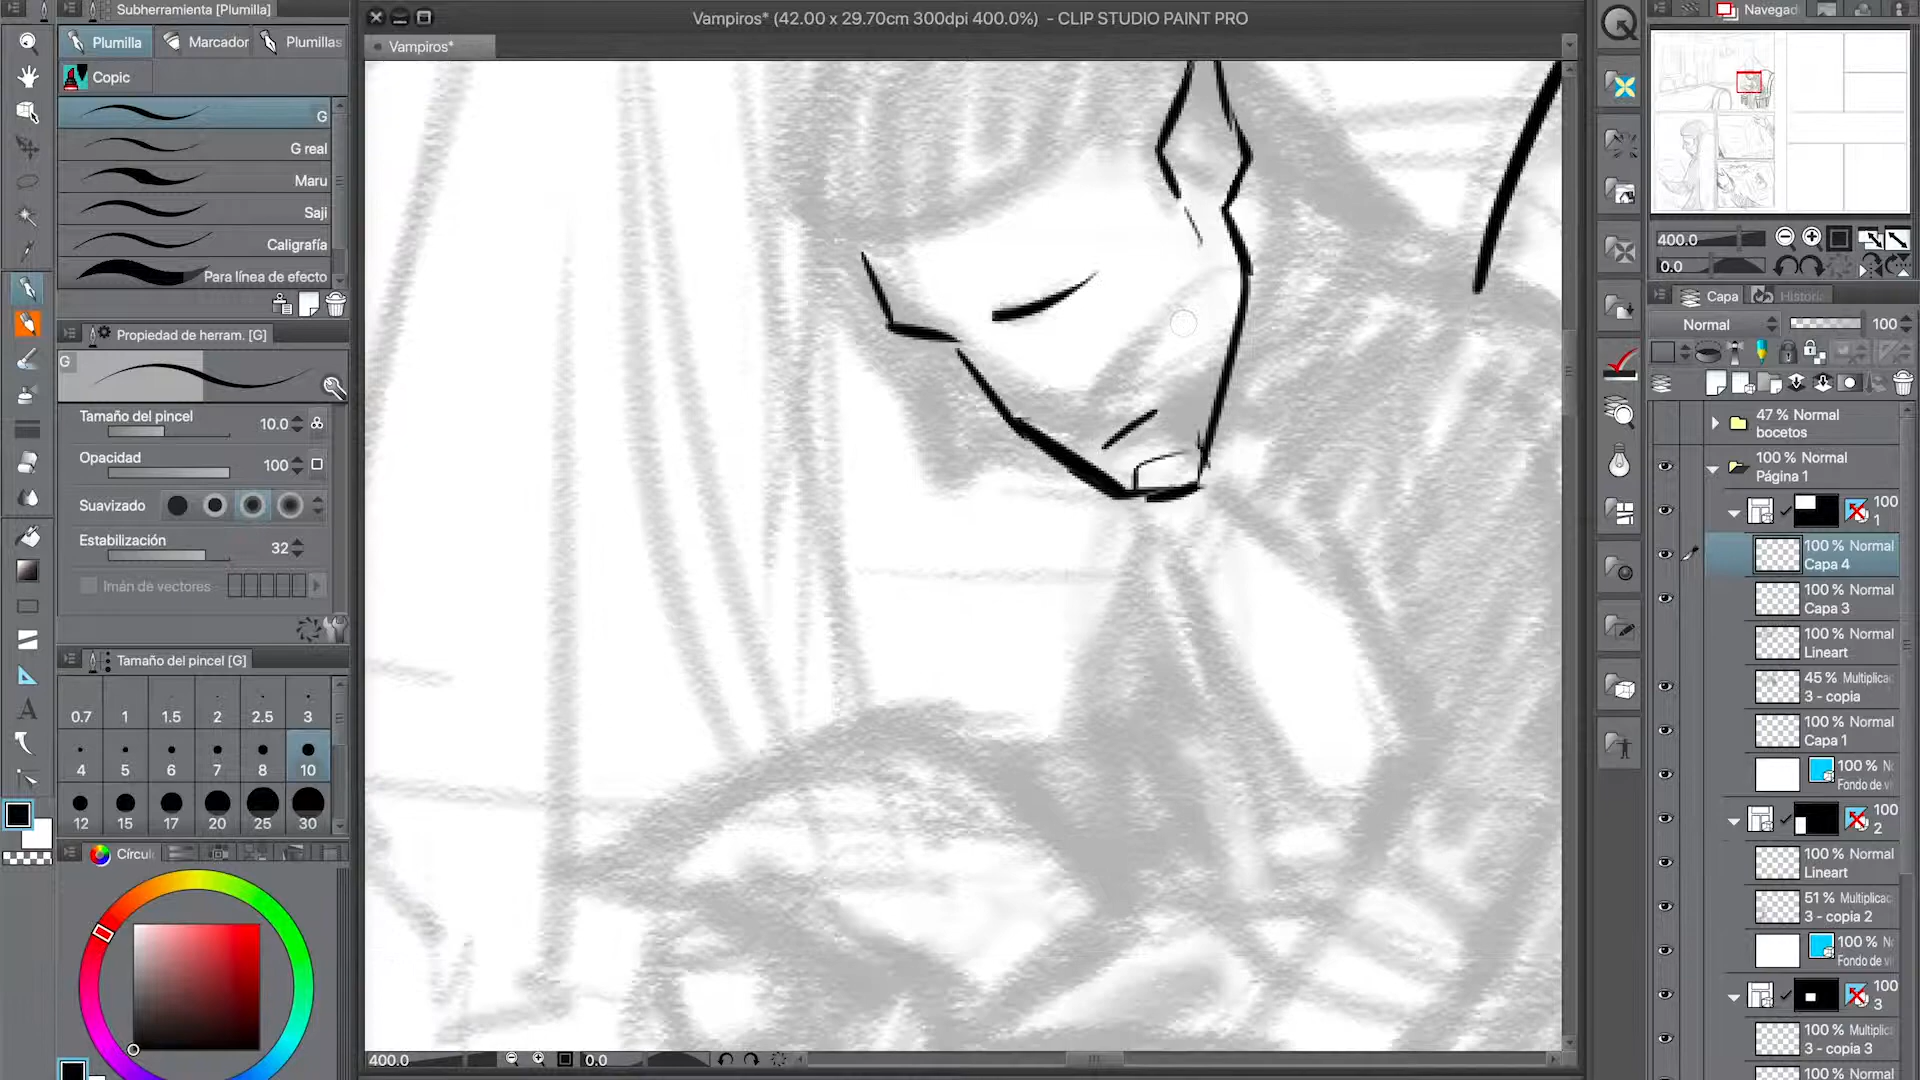 Subherramienta [Plumilla]
Plumilla
Marcador
Plumillas
Copic
G
G real
Maru
Saji
Caligrafía
Para línea de efecto
Propiedad de herram. [G]
G
Tamaño del pincel
10.0
Opacidad
100
Suavizado
Estabilización
32
Imán de vectores
Tamaño del pincel [G]
0.7 1 1.5 2 2.5 3
4 5 6 7 8 10
12 15 17 20 25 30
Vampiros* (42.00 x 29.70cm 300dpi 400.0%) - CLIP STUDIO PAINT PRO
Vampiros*
400.0
0.0
400.0
0.0
Capa
Normal
100
47 % Normal
bocetos
100 % Normal
Página 1
100
1
100 % Normal
Capa 4
100 % Normal
Capa 3
100 % Normal
Lineart
45 %
3 - copia
100 % Normal
Capa 1
100 %
Fondo de
100
2
100 % Normal
Lineart
51 %
3 - copia 2
100 %
Fondo de
100
3
100 %
3 - copia 3
100 % Normal